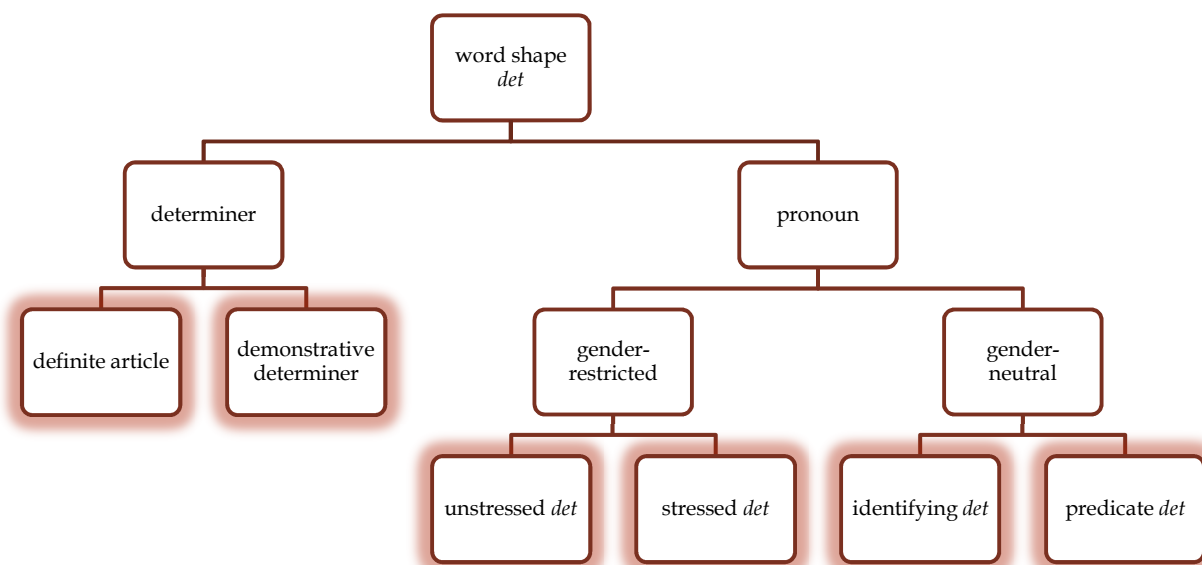 word shape
det
determiner
pronoun
definite article
demonstrative
determiner
gender-
restricted
gender-
neutral
unstressed det
stressed det
identifying det
predicate det